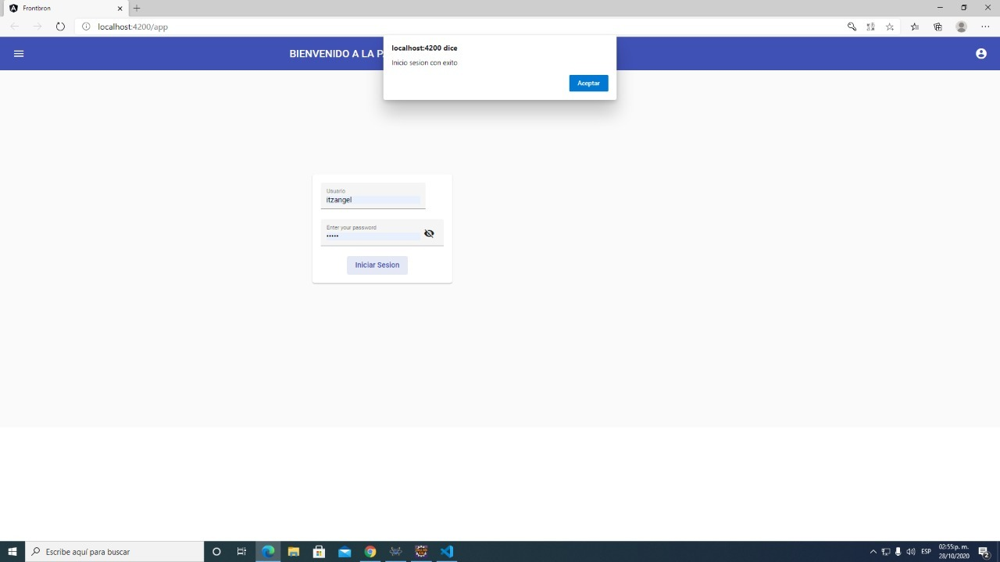 Frontbron
localhost:4200/app
BIENVENIDO A LA P
localhost:4200 dice
Inicio sesion con exito
Aceptar
Usuario
itzangel
Enter your password
•••••
Iniciar Sesion
Escribe aquí para buscar
ESP
02:55p. m.
28/10/2020
2